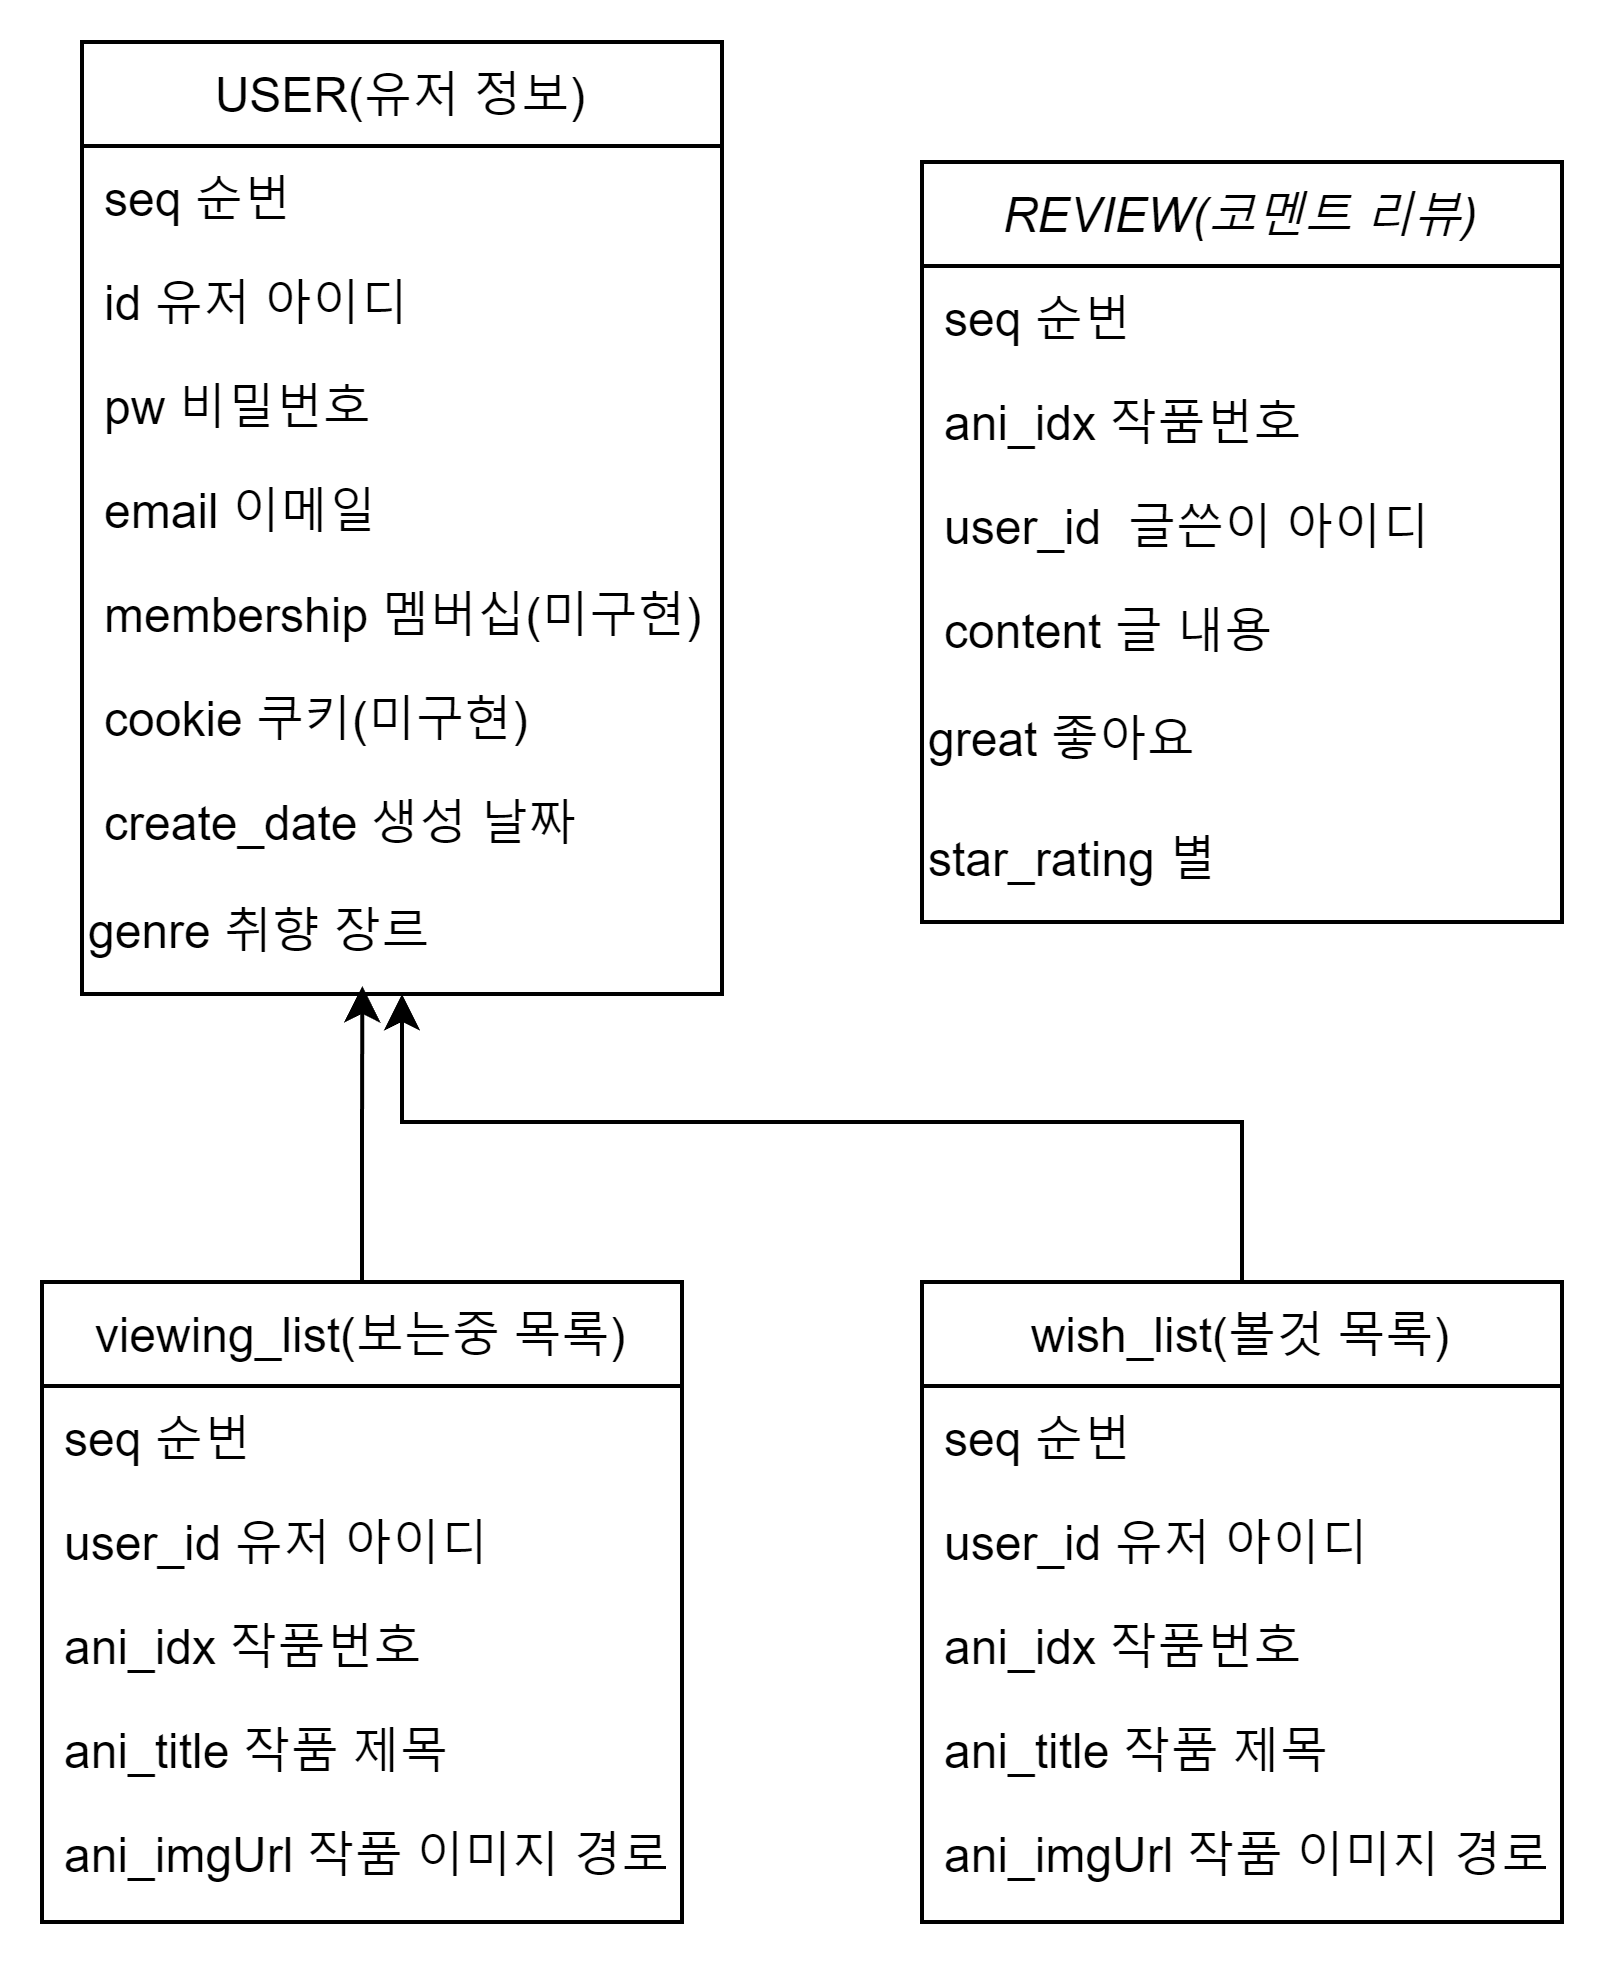 USER(유저 정보)
seq 순번
id 유저 아이디
pw 비밀번호
email 이메일
membership 멤버십(미구현)
cookie 쿠키(미구현)
create_date 생성 날짜
genre 취향 장르
REVIEW(코멘트 리뷰)
seq 순번
ani_idx 작품번호
user_id  글쓴이 아이디
content 글 내용
great 좋아요
star_rating 별
viewing_list(보는중 목록)
seq 순번
user_id 유저 아이디
ani_idx 작품번호
ani_title 작품 제목
ani_imgUrl 작품 이미지 경로
wish_list(볼것 목록)
seq 순번
user_id 유저 아이디
ani_idx 작품번호
ani_title 작품 제목
ani_imgUrl 작품 이미지 경로